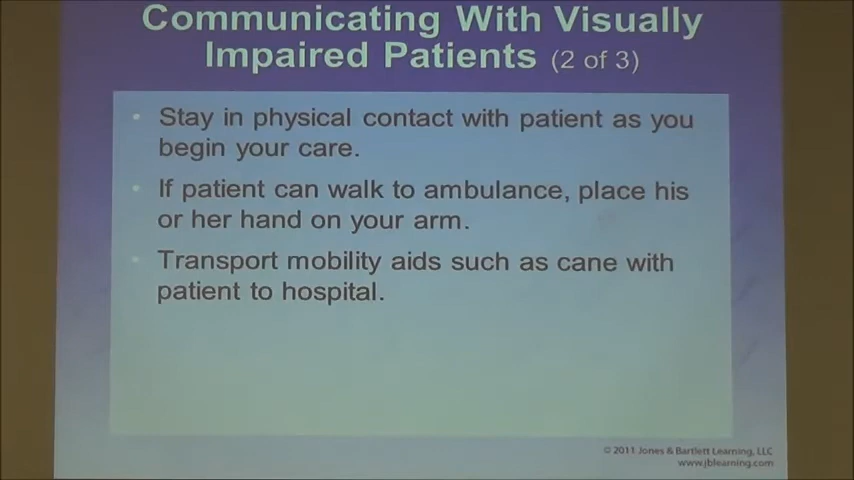 Communicating With Visually
Impaired Patients (2 of 3)
• Stay in physical contact with patient as you
begin your care.
• If patient can walk to ambulance, place his
or her hand on your arm.
• Transport mobility aids such as cane with
patient to hospital.
© 2011 Jones & Bartlett Learning, LLC
www.jblearning.com